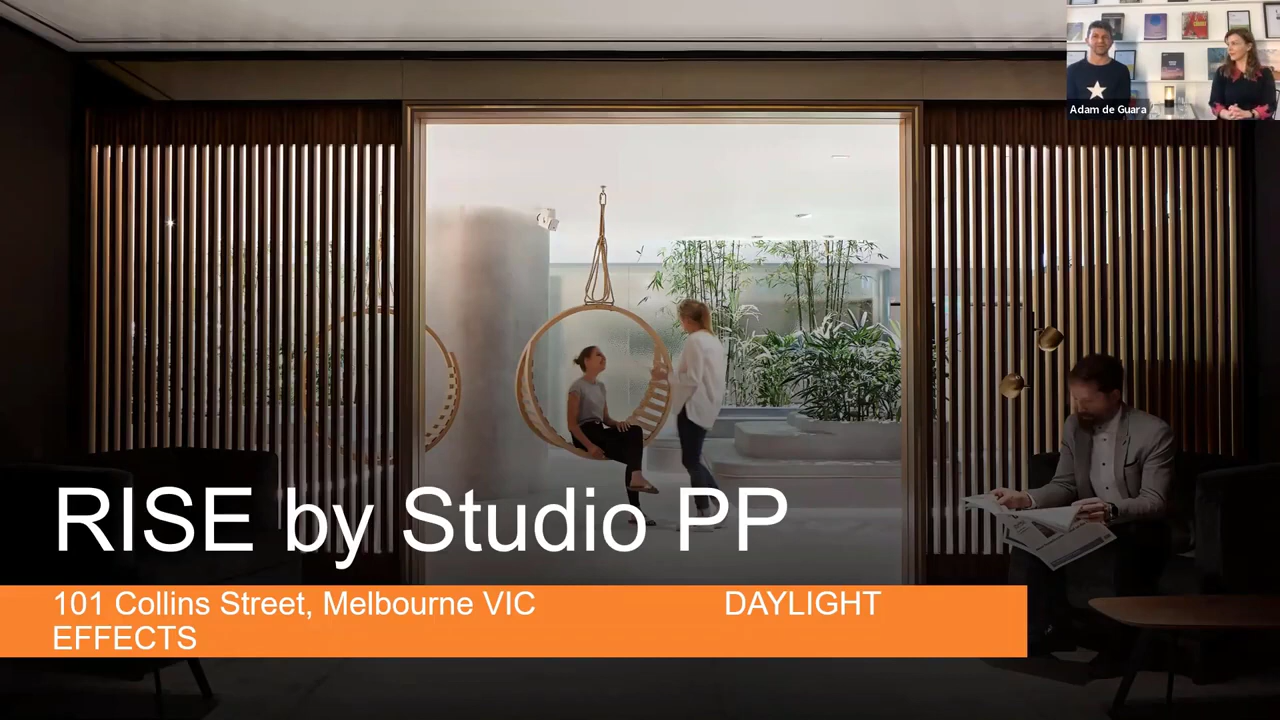 Adam de Guara
RISE by Studio PP
101 Collins Street, Melbourne VIC DAYLIGHT
EFFECTS